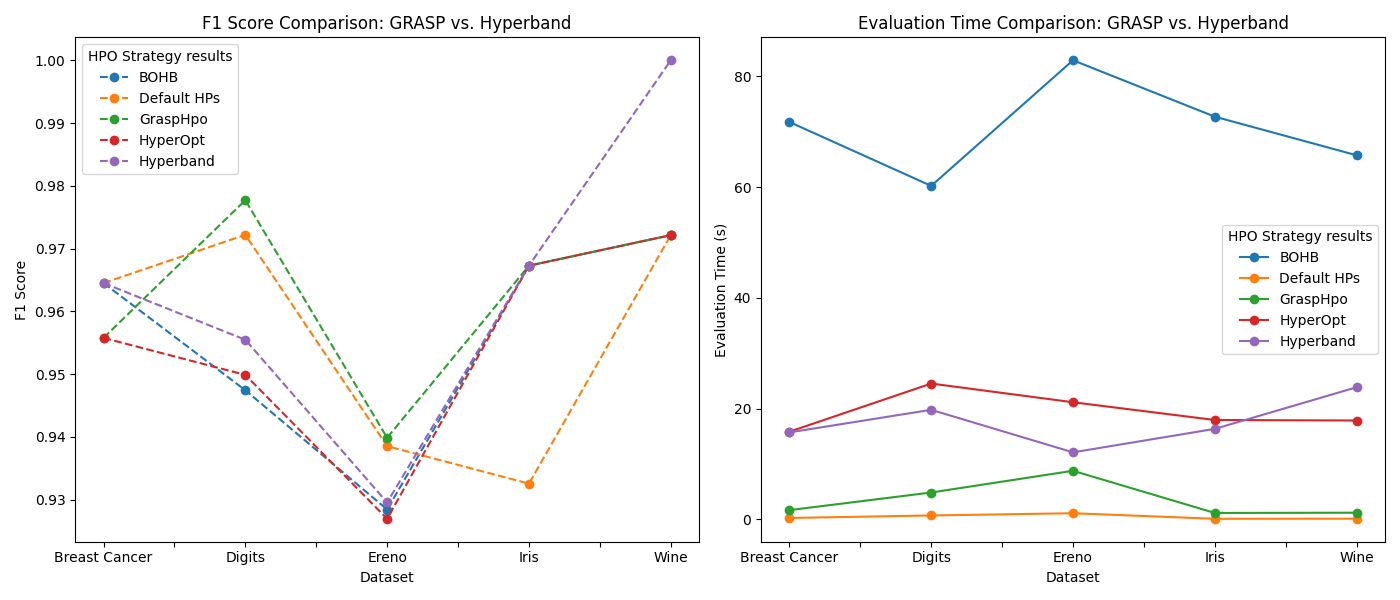 F1 Score Comparison: GRASP vs. Hyperband
HPO Strategy results
BOHB
Default HPs
GraspHpo
HyperOpt
Hyperband
1.00
0.99
0.98
0.97
0.96
0.95
0.94
0.93
F1 Score
Breast Cancer Digits Ereno Iris Wine
Dataset
Evaluation Time Comparison: GRASP vs. Hyperband
80
60
40
20
0
Evaluation Time (s)
HPO Strategy results
BOHB
Default HPs
GraspHpo
HyperOpt
Hyperband
Breast Cancer Digits Ereno Iris Wine
Dataset